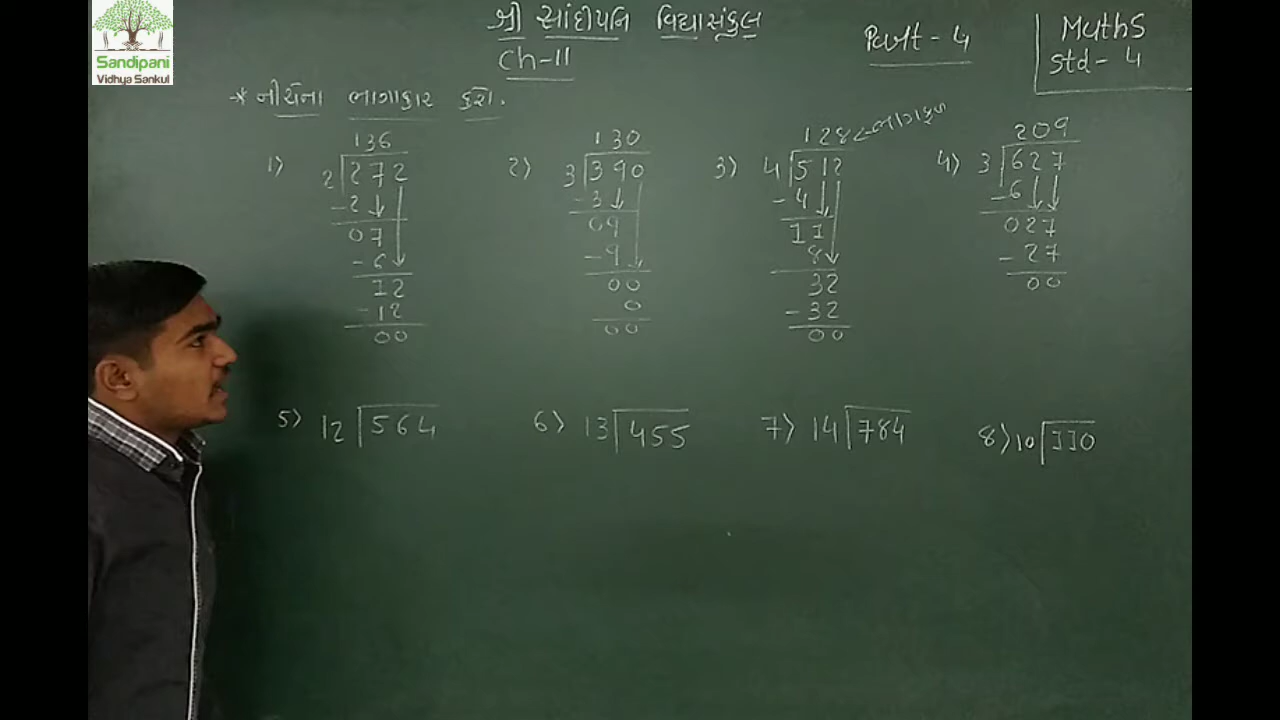 Sandipani
Vidhya Sankul
શ્રી સાંદીપનિ વિદ્યાસંકુલ
Ch-11
Part - 4
Maths
Std - 4
* નીચેના ભાગાકાર કરો.
1) 136
2 272
-2
07
-6
12
-12
00
2) 130
3 390
-3
09
-9
00
0
00
3) 128 ← ભાગફળ
4 512
-4
11
8
32
-32
00
4) 209
3 627
-6
027
-27
00
5) 12 564
6) 13 455
7) 14 784
8) 10 110